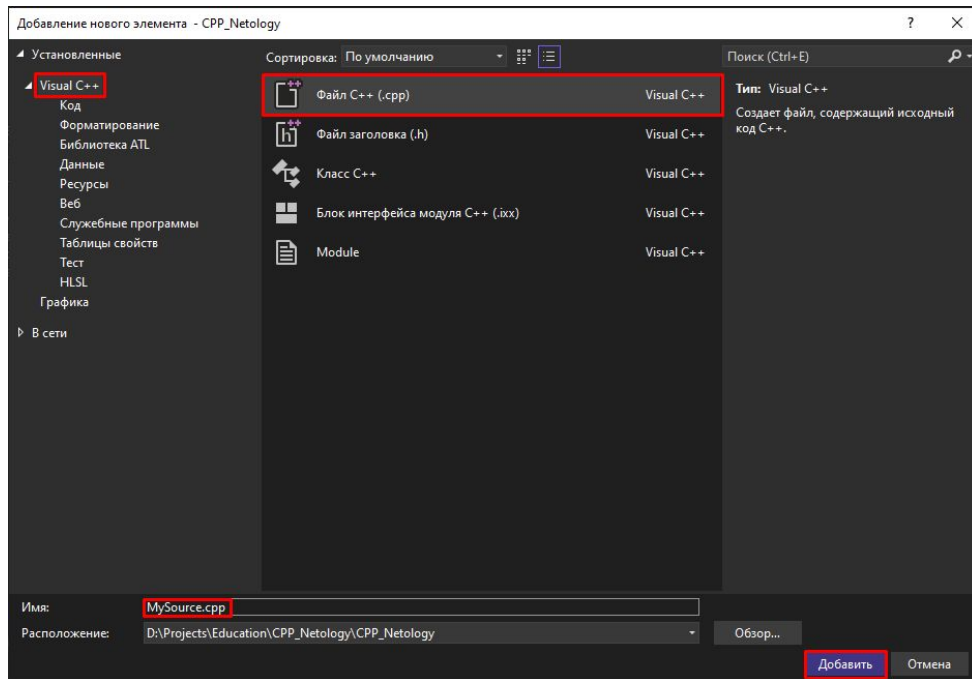 Добавление нового элемента - CPP_Netology
? ×
Установленные
Сортировка: По умолчанию
Поиск (Ctrl+E)
Visual C++
Код
Форматирование
Библиотека ATL
Данные
Ресурсы
Веб
Служебные программы
Таблицы свойств
Тест
HLSL
Графика
В сети
Файл C++ (.cpp) Visual C++
Файл заголовка (.h) Visual C++
Класс C++ Visual C++
Блок интерфейса модуля C++ (.ixx) Visual C++
Module Visual C++
Тип: Visual C++
Создает файл, содержащий исходный
код C++.
Имя: MySource.cpp
Расположение: D:\Projects\Education\CPP_Netology\CPP_Netology
Обзор...
Добавить
Отмена